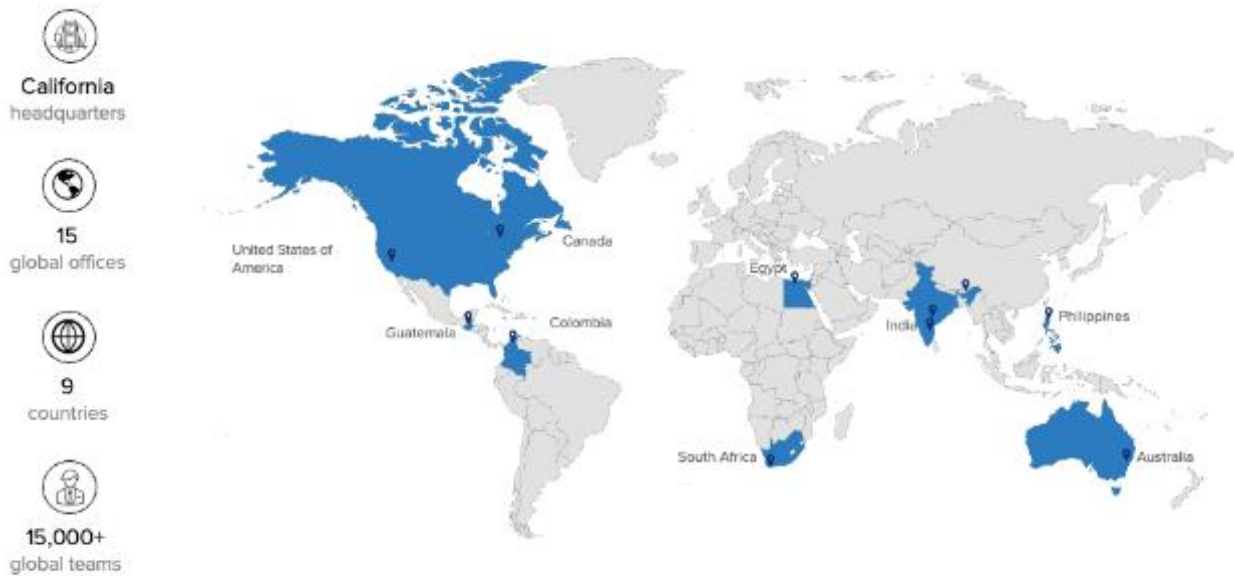 California
headquarters
15
global offices
9
countries
15,000+
global teams
United States of
America
Canada
Guatemala
Colombia
Egypt
India
Philippines
South Africa
Australia